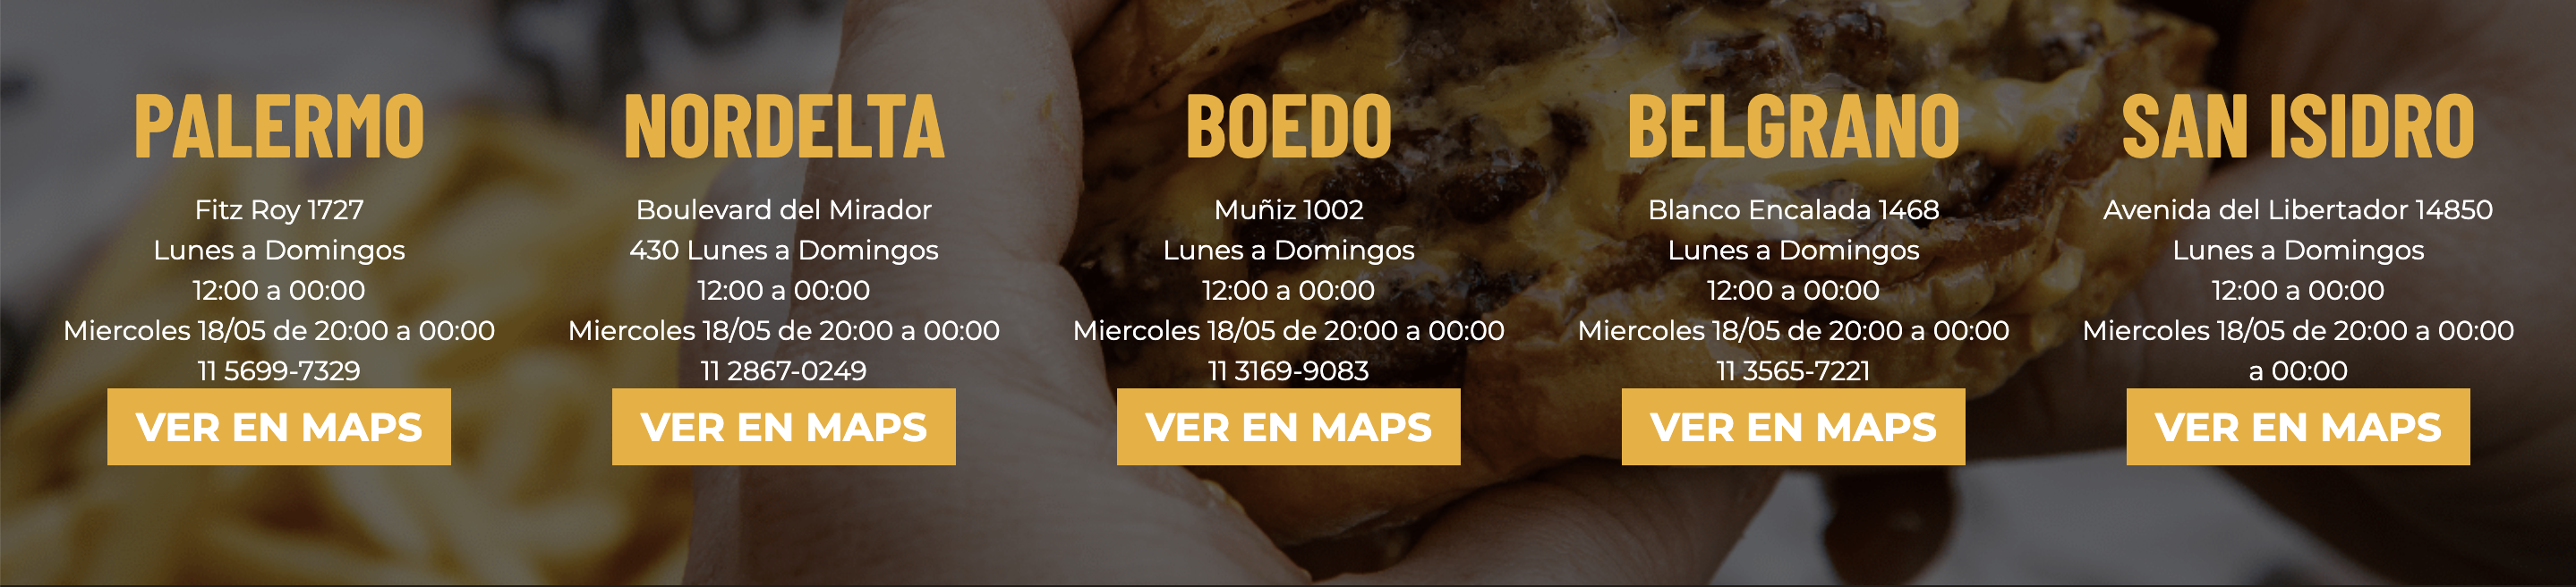 PALERMO
Fitz Roy 1727
Lunes a Domingos
12:00 a 00:00
Miercoles 18/05 de 20:00 a 00:00
11 5699-7329
VER EN MAPS
NORDELTA
Boulevard del Mirador
430 Lunes a Domingos
12:00 a 00:00
Miercoles 18/05 de 20:00 a 00:00
11 2867-0249
VER EN MAPS
BOEDO
Muñiz 1002
Lunes a Domingos
12:00 a 00:00
Miercoles 18/05 de 20:00 a 00:00
11 3169-9083
VER EN MAPS
BELGRANO
Blanco Encalada 1468
Lunes a Domingos
12:00 a 00:00
Miercoles 18/05 de 20:00 a 00:00
11 3565-7221
VER EN MAPS
SAN ISIDRO
Avenida del Libertador 14850
Lunes a Domingos
12:00 a 00:00
Miercoles 18/05 de 20:00 a 00:00
a 00:00
VER EN MAPS